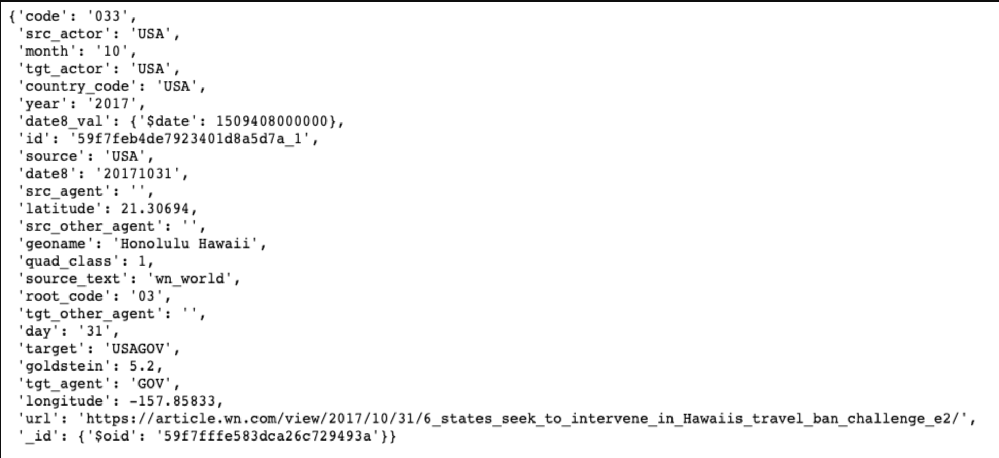 {'code': '033',
 'src_actor': 'USA',
 'month': '10',
 'tgt_actor': 'USA',
 'country_code': 'USA',
 'year': '2017',
 'date8_val': {'$date': 1509408000000},
 'id': '59f7feb4de7923401d8a5d7a_1',
 'source': 'USA',
 'date8': '20171031',
 'src_agent': '',
 'latitude': 21.30694,
 'src_other_agent': '',
 'geoname': 'Honolulu Hawaii',
 'quad_class': 1,
 'source_text': 'wn_world',
 'root_code': '03',
 'tgt_other_agent': '',
 'day': '31',
 'target': 'USAGOV',
 'goldstein': 5.2,
 'tgt_agent': 'GOV',
 'longitude': -157.85833,
 'url': 'https://article.wn.com/view/2017/10/31/6_states_seek_to_intervene_in_Hawaiis_travel_ban_challenge_e2/',
 '_id': {'$oid': '59f7fffe583dca26c729493a'}}